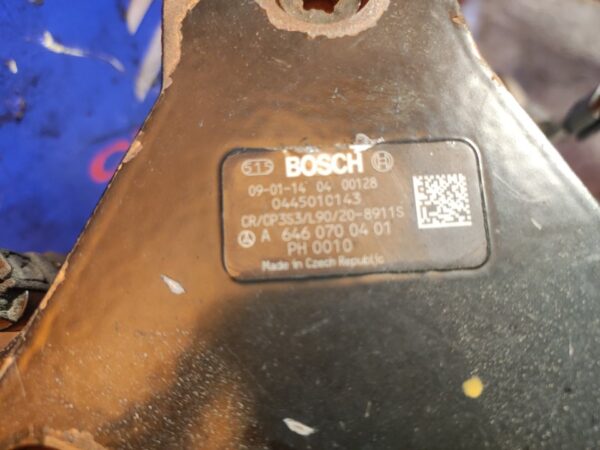 515 BOSCH
09-01-14 04 00128
0445010143
CR/CP3S3/L90/20-8911S
A 646 070 04 01
PH 0010
Made in Czech Republic